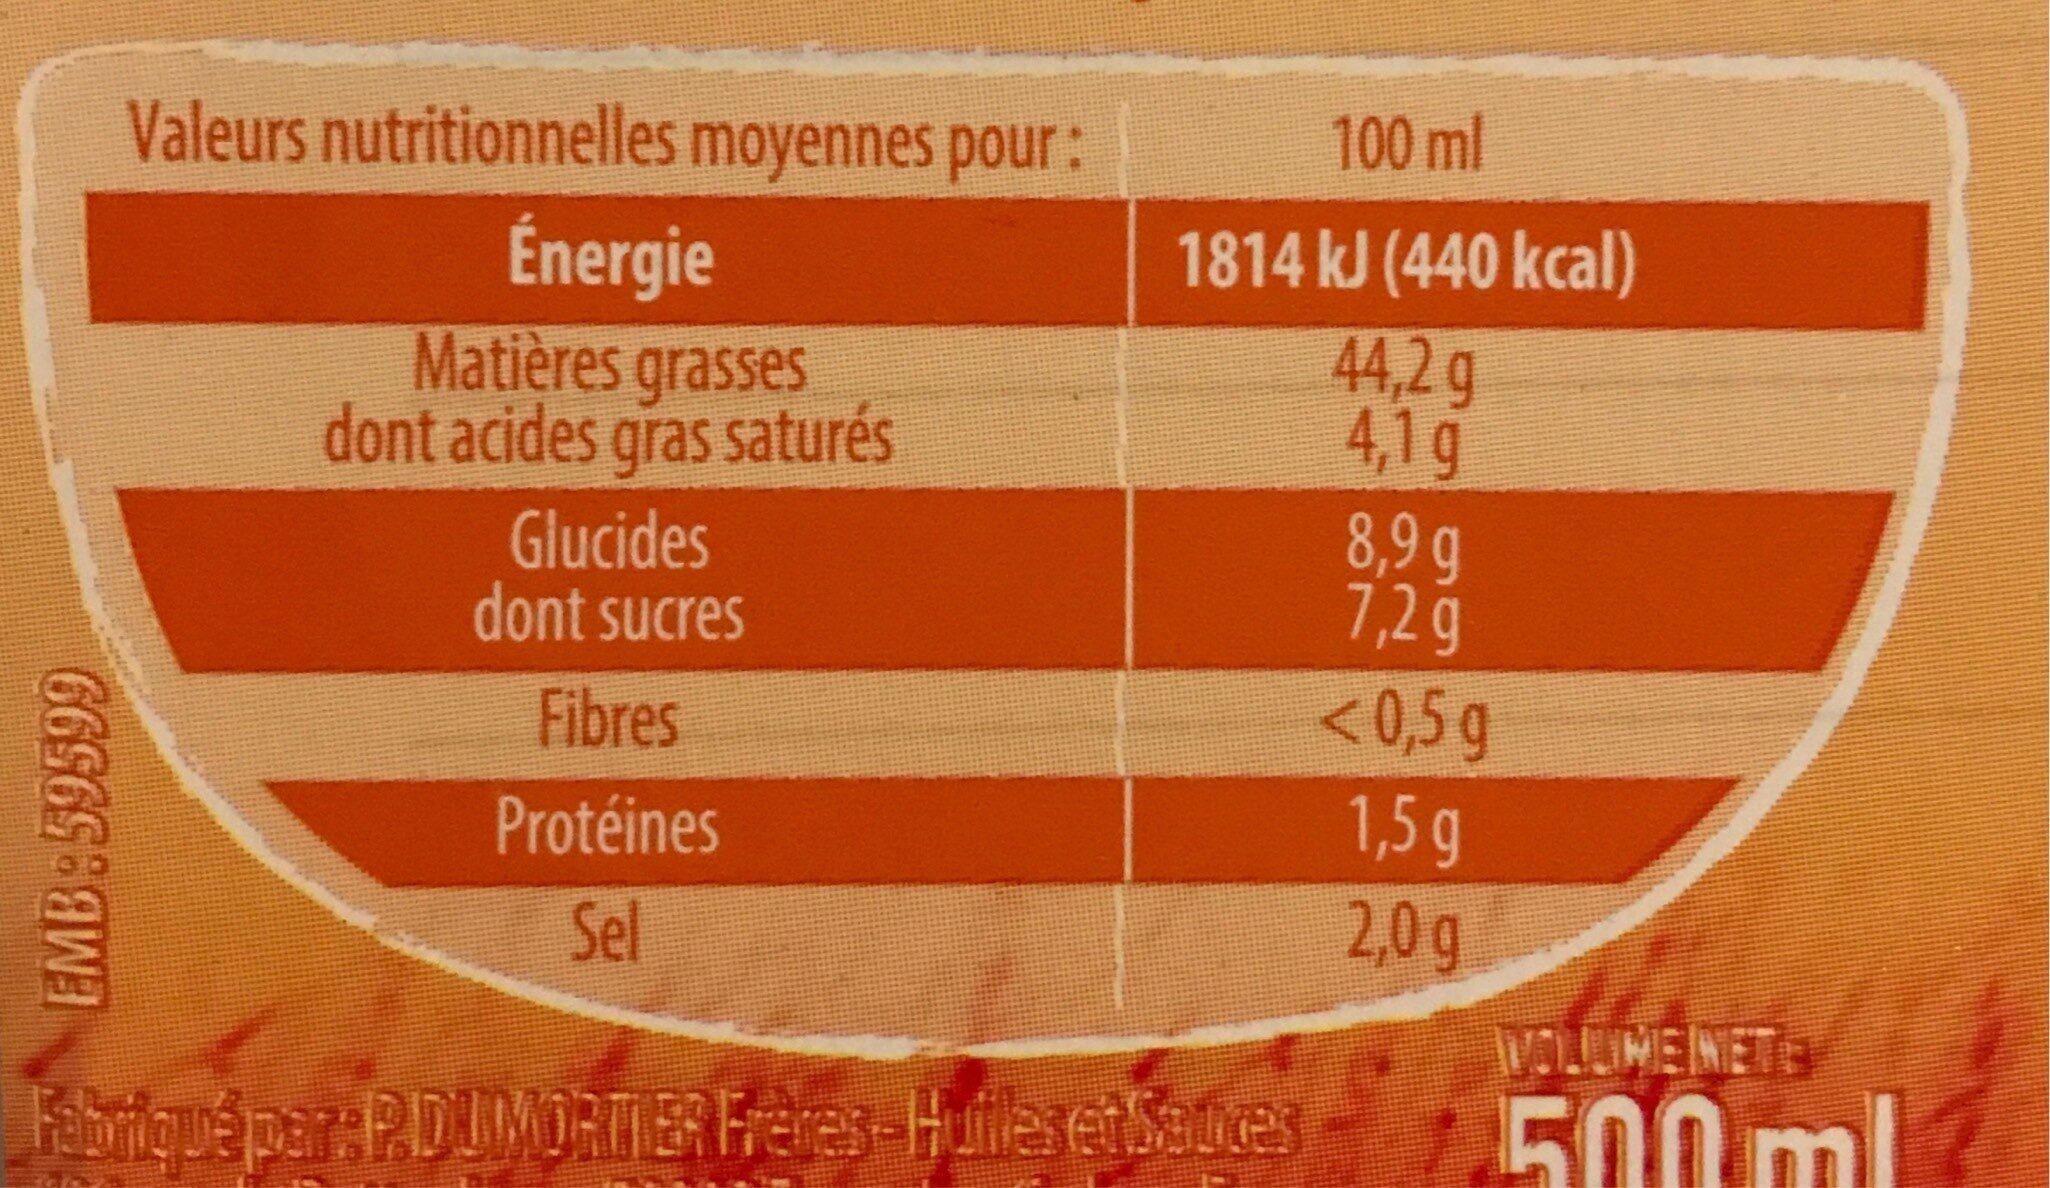 Valeurs nutritionnelles moyennes pour : 100 ml
Énergie 1814 kJ (440 kcal)
Matières grasses 44,2 g
dont acides gras saturés 4,1 g
Glucides 8,9 g
dont sucres 7,2 g
Fibres < 0,5 g
Protéines 1,5 g
Sel 2,0 g
EMB : 59599
Fabriqué par : P. DUMORTIER Frères - Huiles et Sauces
VOLUME NET :
500 ml